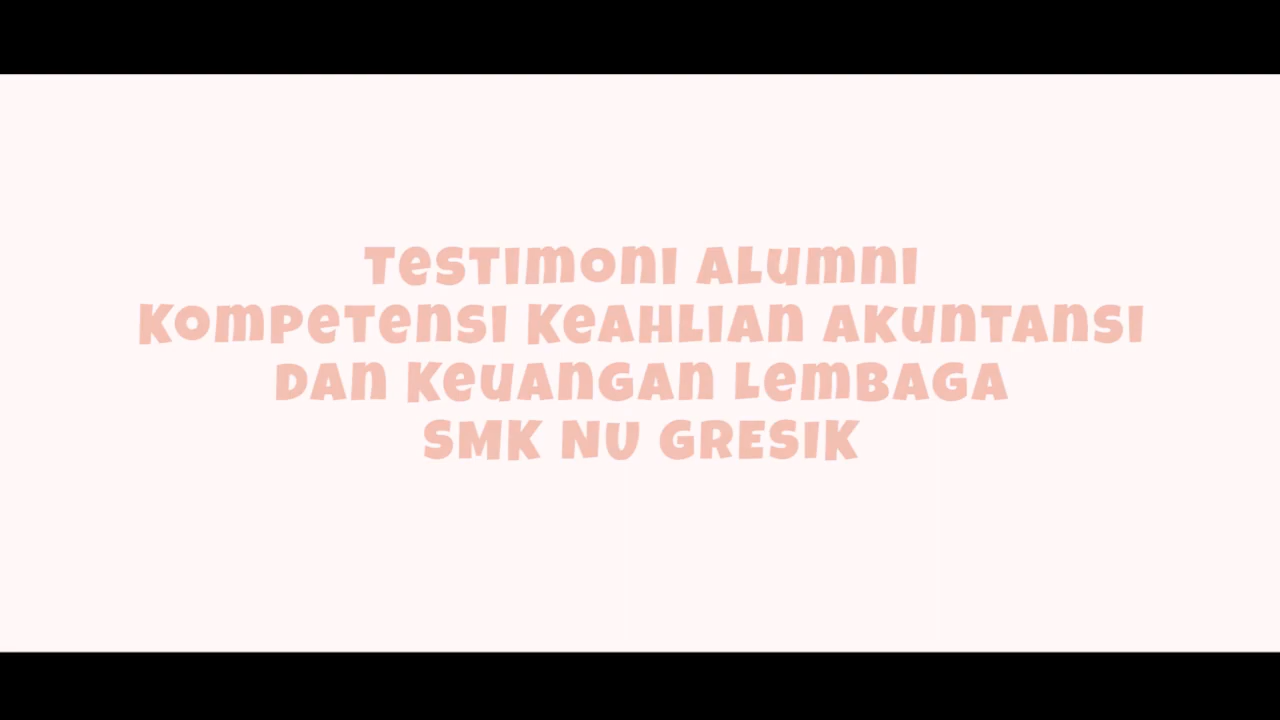 Testimoni Alumni
Kompetensi Keahlian Akuntansi
dan Keuangan Lembaga
SMK NU GRESIK